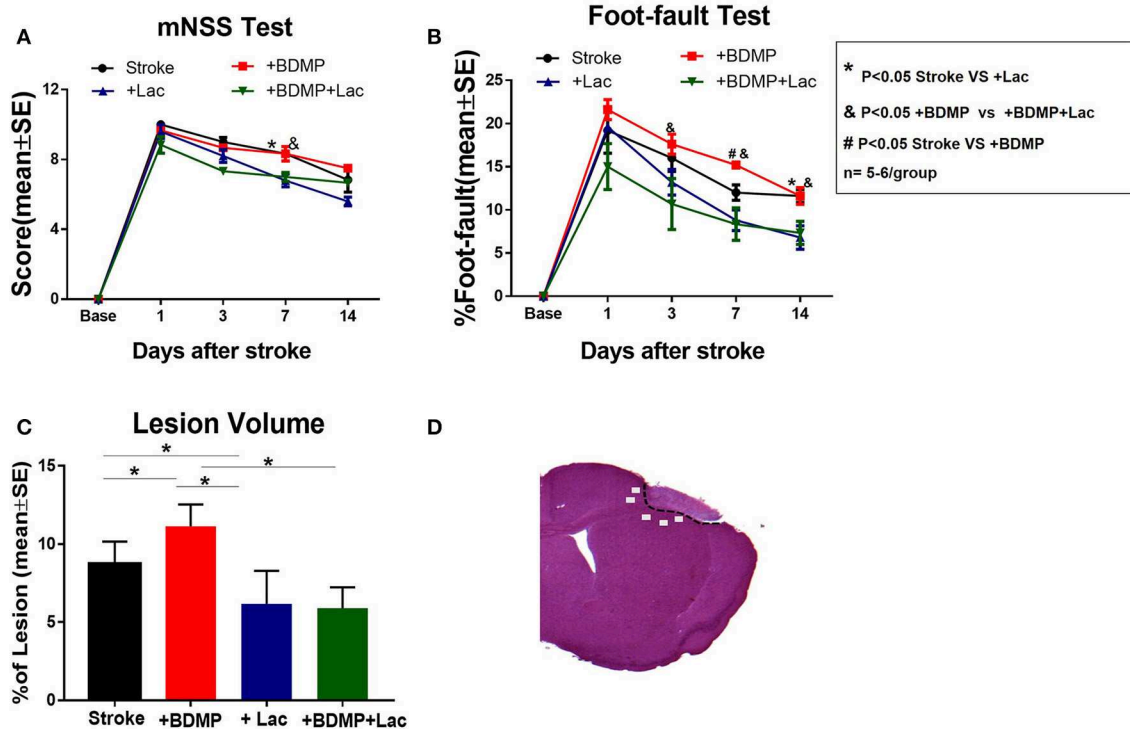 A
mNSS Test
Stroke
+BDMP
+Lac
+BDMP+Lac
Score(mean±SE)
12
8
4
0
*
&
Base
1
3
7
14
Days after stroke
B
Foot-fault Test
Stroke
+BDMP
+Lac
+BDMP+Lac
%Foot-fault(mean±SE)
25
20
15
10
5
0
&
# &
* &
Base
1
3
7
14
Days after stroke
* P<0.05 Stroke VS +Lac
& P<0.05 +BDMP vs +BDMP+Lac
# P<0.05 Stroke VS +BDMP
n= 5-6/group
C
Lesion Volume
%of Lesion (mean±SE)
15
10
5
0
*
*
*
*
Stroke
+BDMP
+ Lac
+BDMP+Lac
D